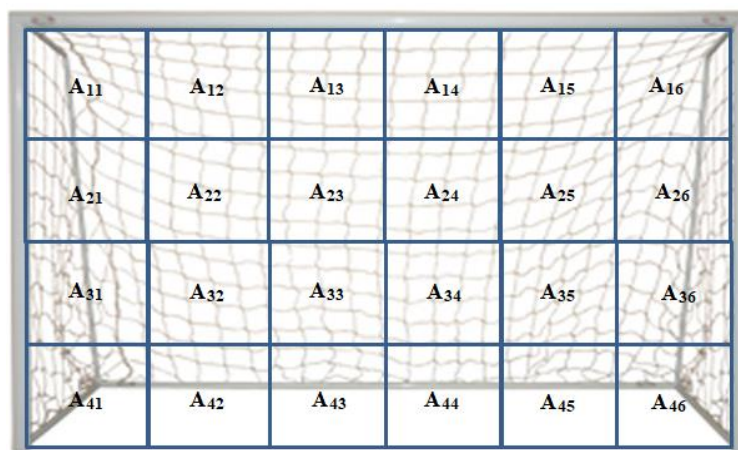 A₁₁ A₁₂ A₁₃ A₁₄ A₁₅ A₁₆
A₂₁ A₂₂ A₂₃ A₂₄ A₂₅ A₂₆
A₃₁ A₃₂ A₃₃ A₃₄ A₃₅ A₃₆
A₄₁ A₄₂ A₄₃ A₄₄ A₄₅ A₄₆